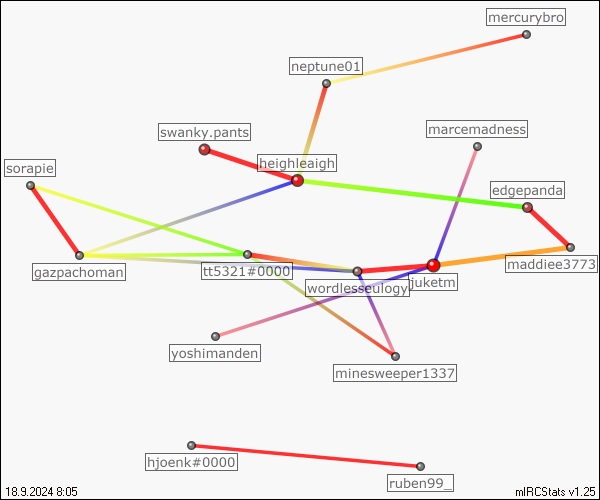 mercurybro
neptune01
swanky.pants
marcemadness
heighleaigh
sorapie
edgepanda
gazpachoman
tt5321#0000
maddiee3773
wordlesseulogy
juketm
yoshimanden
minesweeper1337
hjoenk#0000
ruben99_
18.9.2024 8:05
mIRCStats v1.25